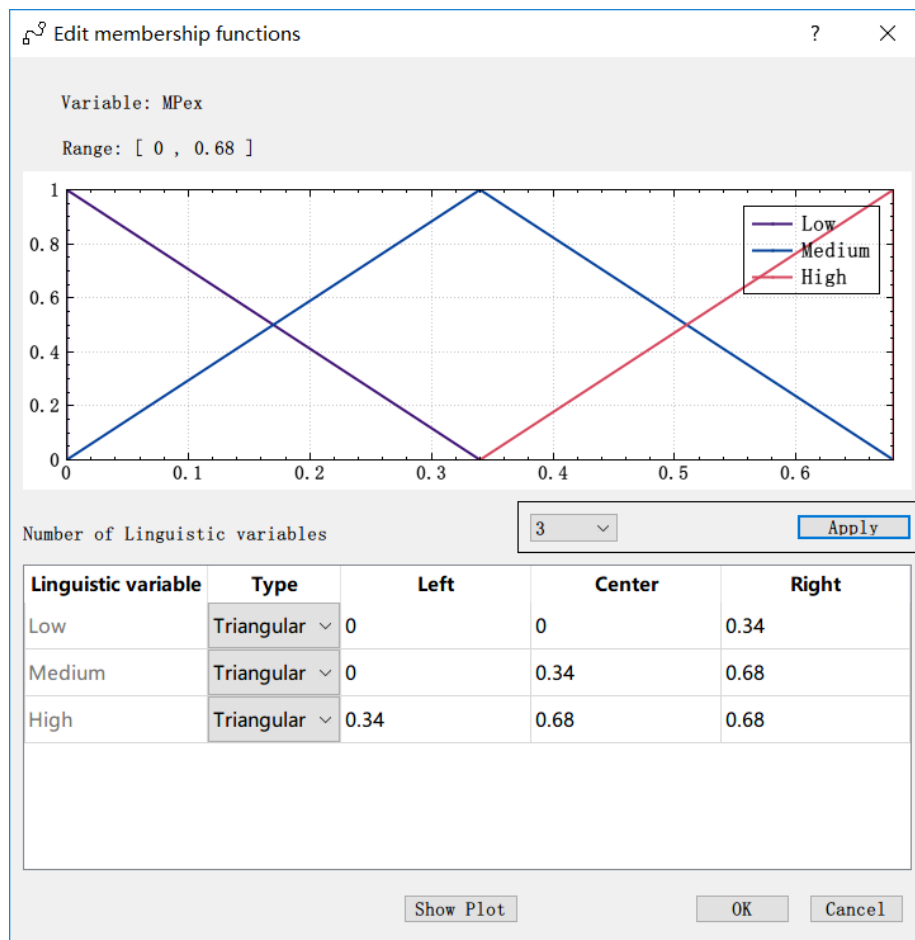 Edit membership functions ? ×
Variable: MPex
Range: [ 0 , 0.68 ]
1
0.8
0.6
0.4
0.2
0
0 0.1 0.2 0.3 0.4 0.5 0.6
Low
Medium
High
Number of Linguistic variables 3 Apply
Linguistic variable Type Left Center Right
Low Triangular 0 0 0.34
Medium Triangular 0 0.34 0.68
High Triangular 0.34 0.68 0.68
Show Plot OK Cancel